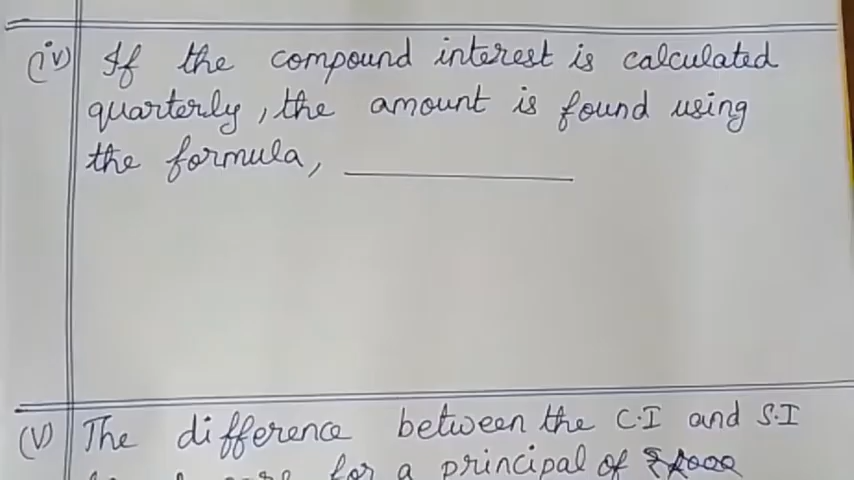 (iv) If the compound interest is calculated
quarterly, the amount is found using
the formula, __________
(v) The difference between the C.I and S.I
for a principal of